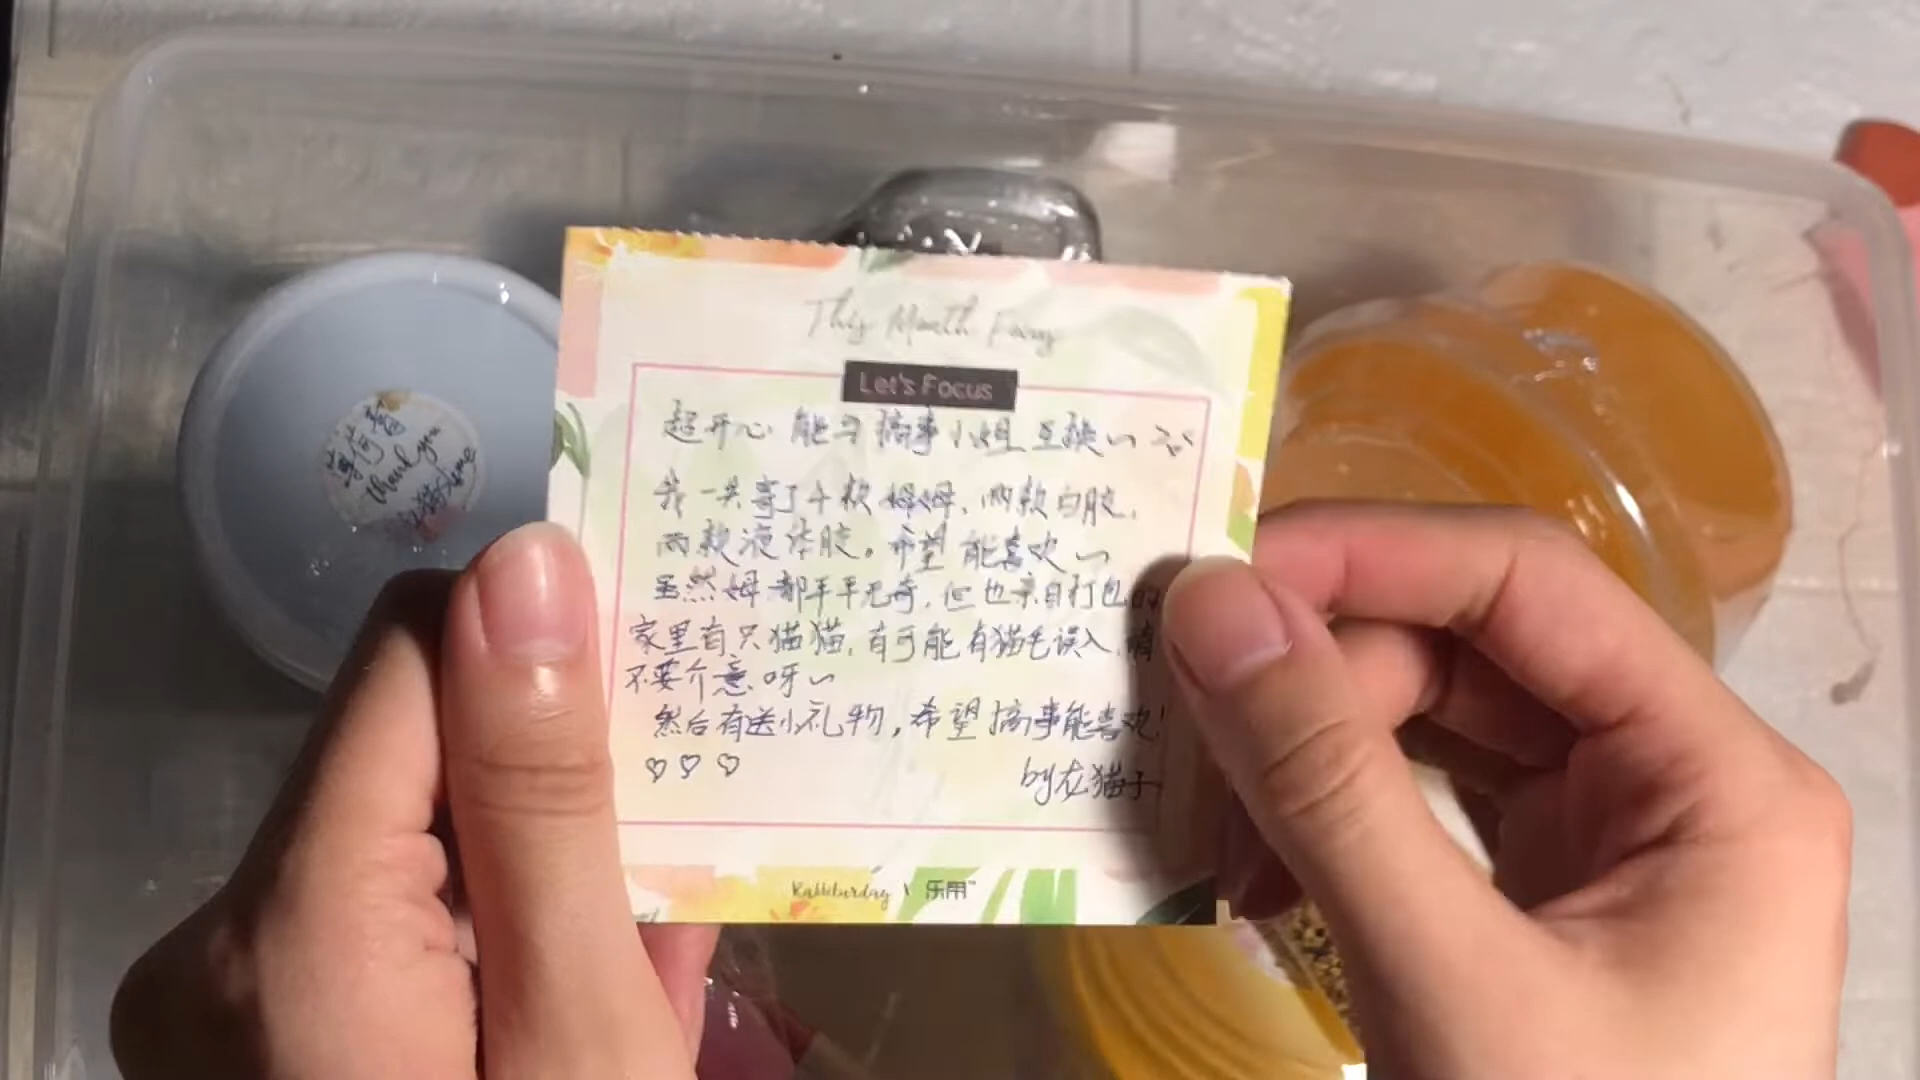 This Month Focus
Let's Focus
超开心 能与搞事小姐互换~
我一共寄了十款姆姆、两款白胶、
两款液体胶。希望能喜欢~
虽然姆都平平无奇,但也亲自打包的
家里有只猫猫,有可能有猫毛误入,请
不要介意呀~
然后有送小礼物,希望搞事能喜欢!
♡♡♡
by龙猫子
Rabbiturday \ 乐用™
thank you